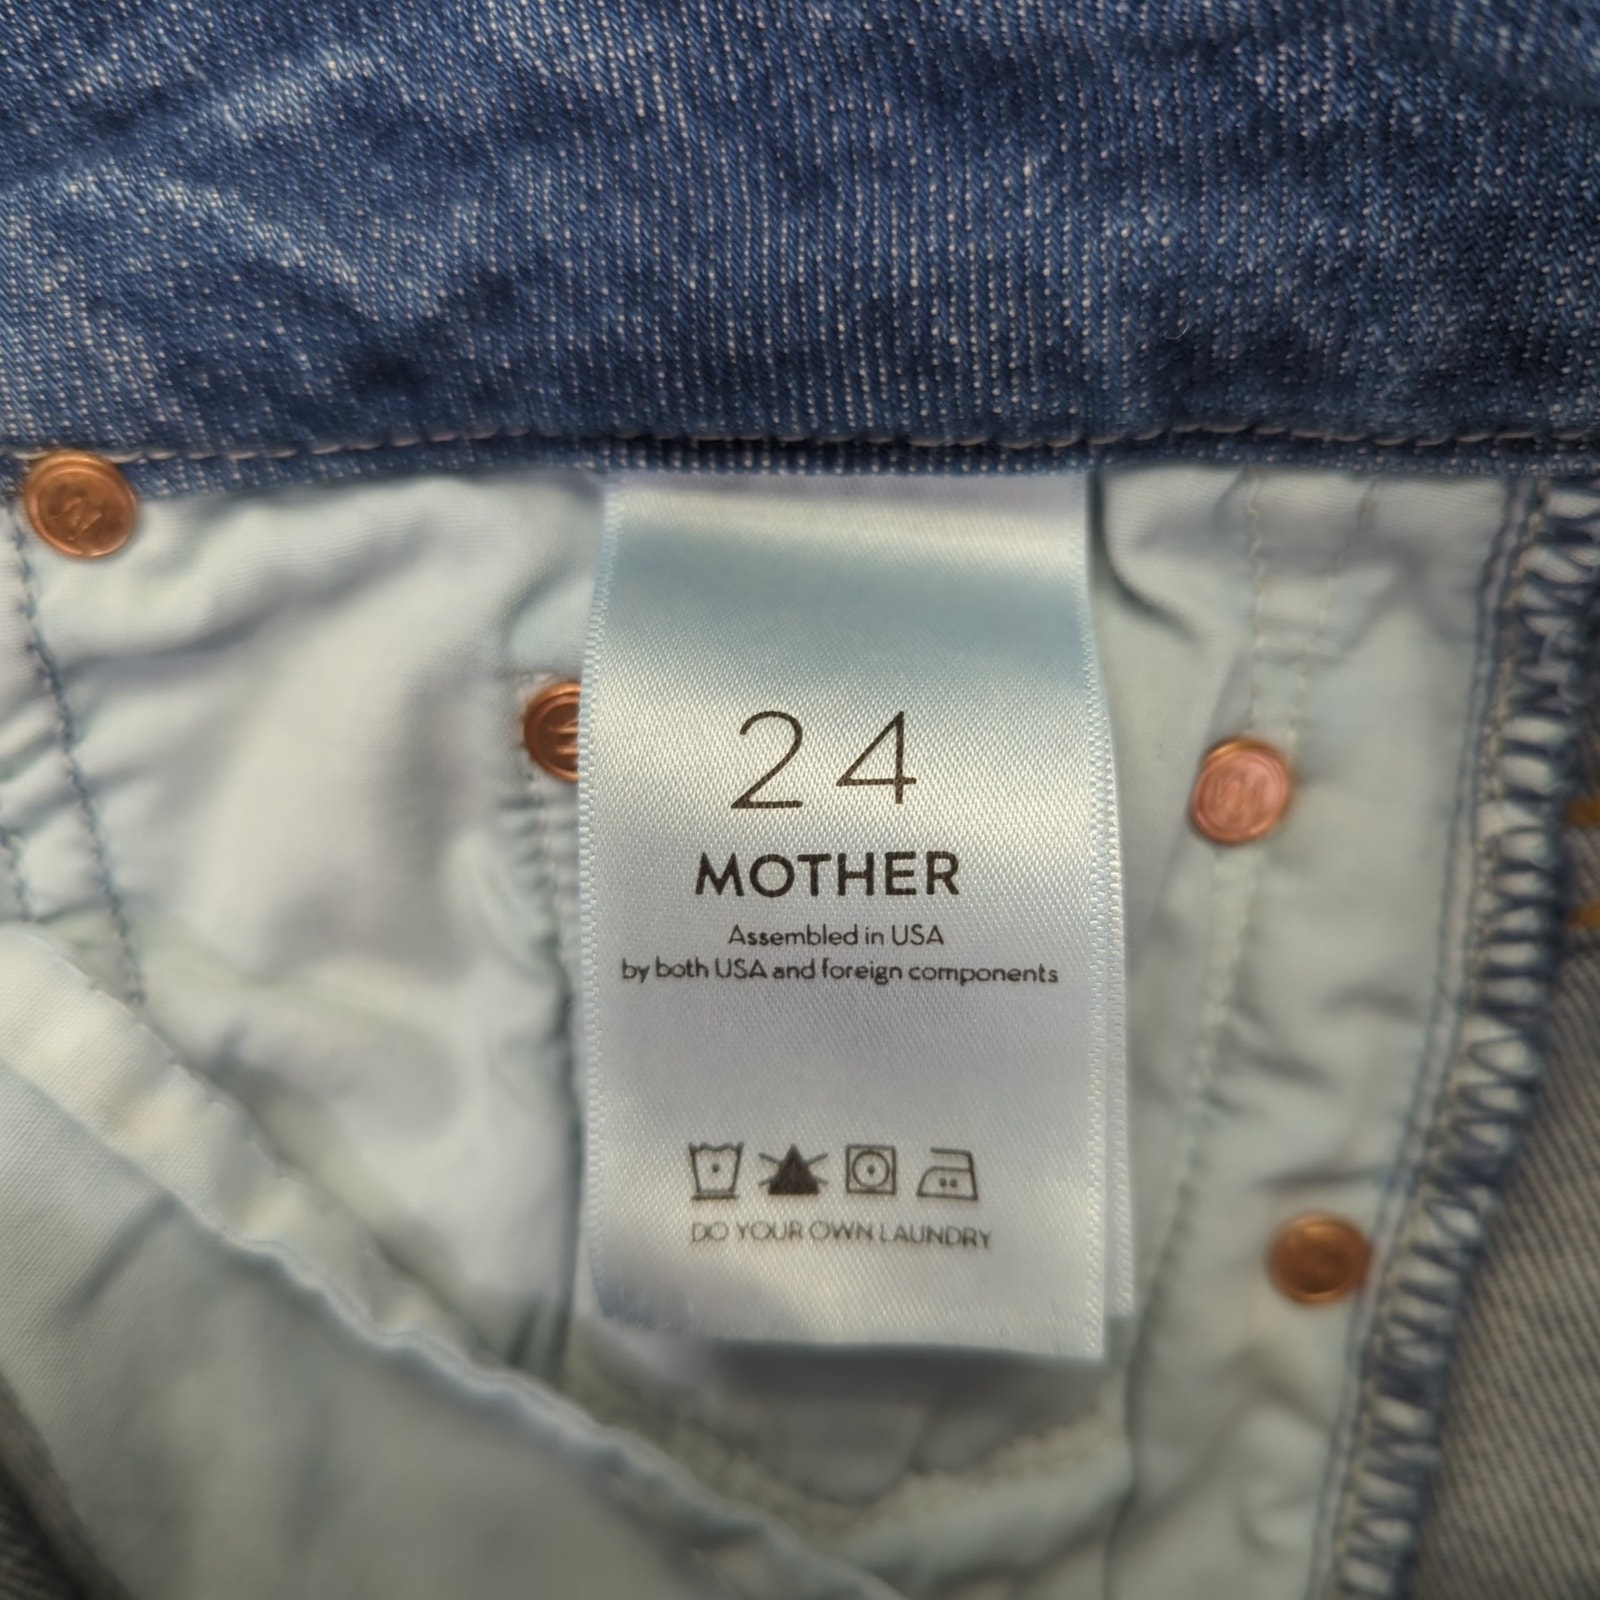 24
MOTHER
Assembled in USA
by both USA and foreign components
DO YOUR OWN LAUNDRY